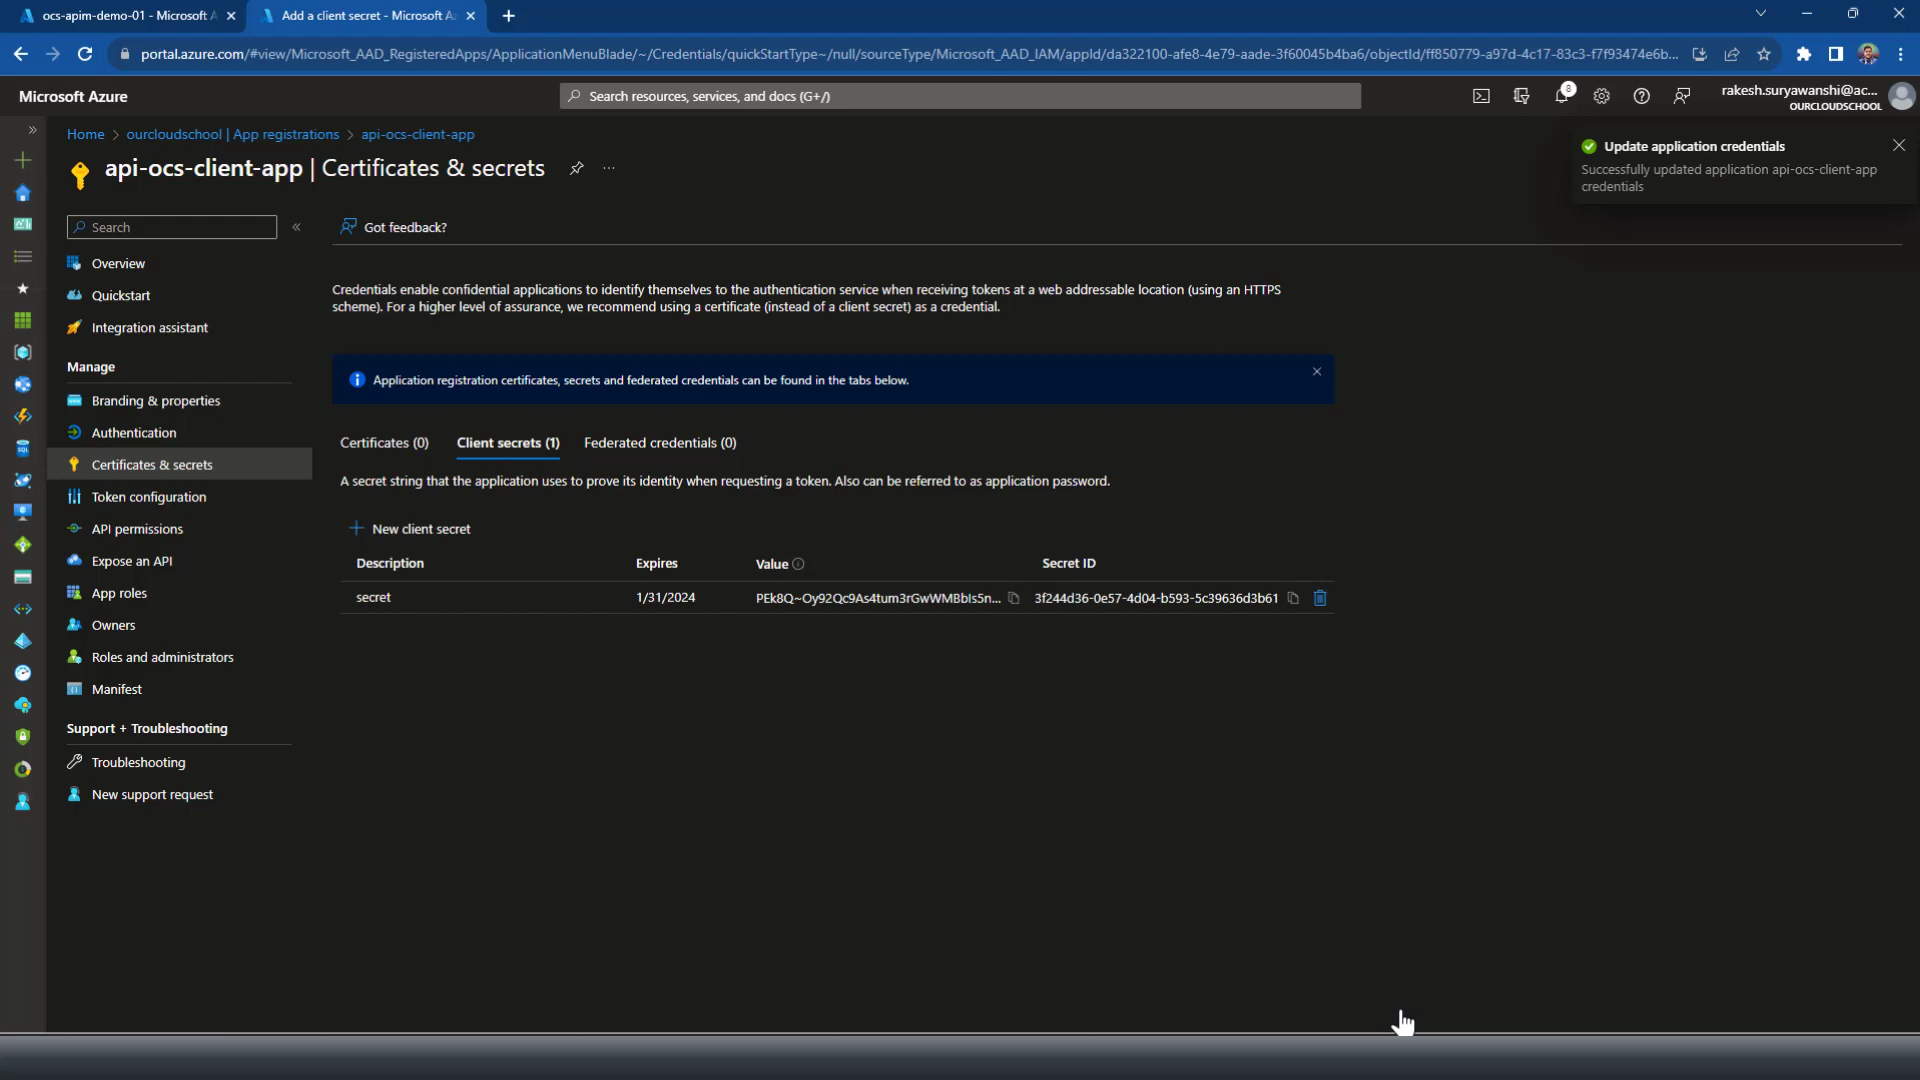 ocs-apim-demo-01 - Microsoft A
Add a client secret - Microsoft Az
portal.azure.com/#view/Microsoft_AAD_RegisteredApps/ApplicationMenuBlade/~/Credentials/quickStartType~/null/sourceType/Microsoft_AAD_IAM/appId/da322100-afe8-4e79-aade-3f60045b4ba6/objectId/ff850779-a97d-4c17-83c3-f7f93474e6b...
Microsoft Azure
Search resources, services, and docs (G+/)
8
rakesh.suryawanshi@ac...
OURCLOUDSCHOOL
Home > ourcloudschool | App registrations > api-ocs-client-app
api-ocs-client-app | Certificates & secrets
Update application credentials
Successfully updated application api-ocs-client-app
credentials
Search
Got feedback?
Overview
Quickstart
Integration assistant
Manage
Branding & properties
Authentication
Certificates & secrets
Token configuration
API permissions
Expose an API
App roles
Owners
Roles and administrators
Manifest
Support + Troubleshooting
Troubleshooting
New support request
Credentials enable confidential applications to identify themselves to the authentication service when receiving tokens at a web addressable location (using an HTTPS
scheme). For a higher level of assurance, we recommend using a certificate (instead of a client secret) as a credential.
Application registration certificates, secrets and federated credentials can be found in the tabs below.
Certificates (0) Client secrets (1) Federated credentials (0)
A secret string that the application uses to prove its identity when requesting a token. Also can be referred to as application password.
New client secret
Description Expires Value Secret ID
secret 1/31/2024 PEk8Q~Oy92Qc9As4tum3rGwWMBbIs5n... 3f244d36-0e57-4d04-b593-5c39636d3b61